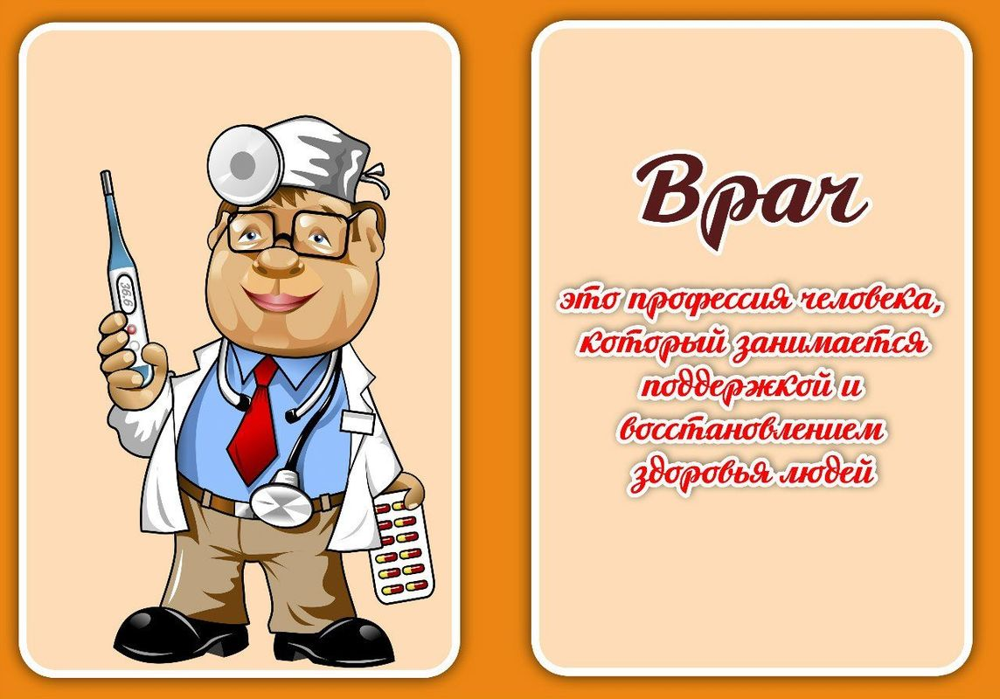 36.6
Врач
это профессия человека,
который занимается
поддержкой и
восстановлением
здоровья людей